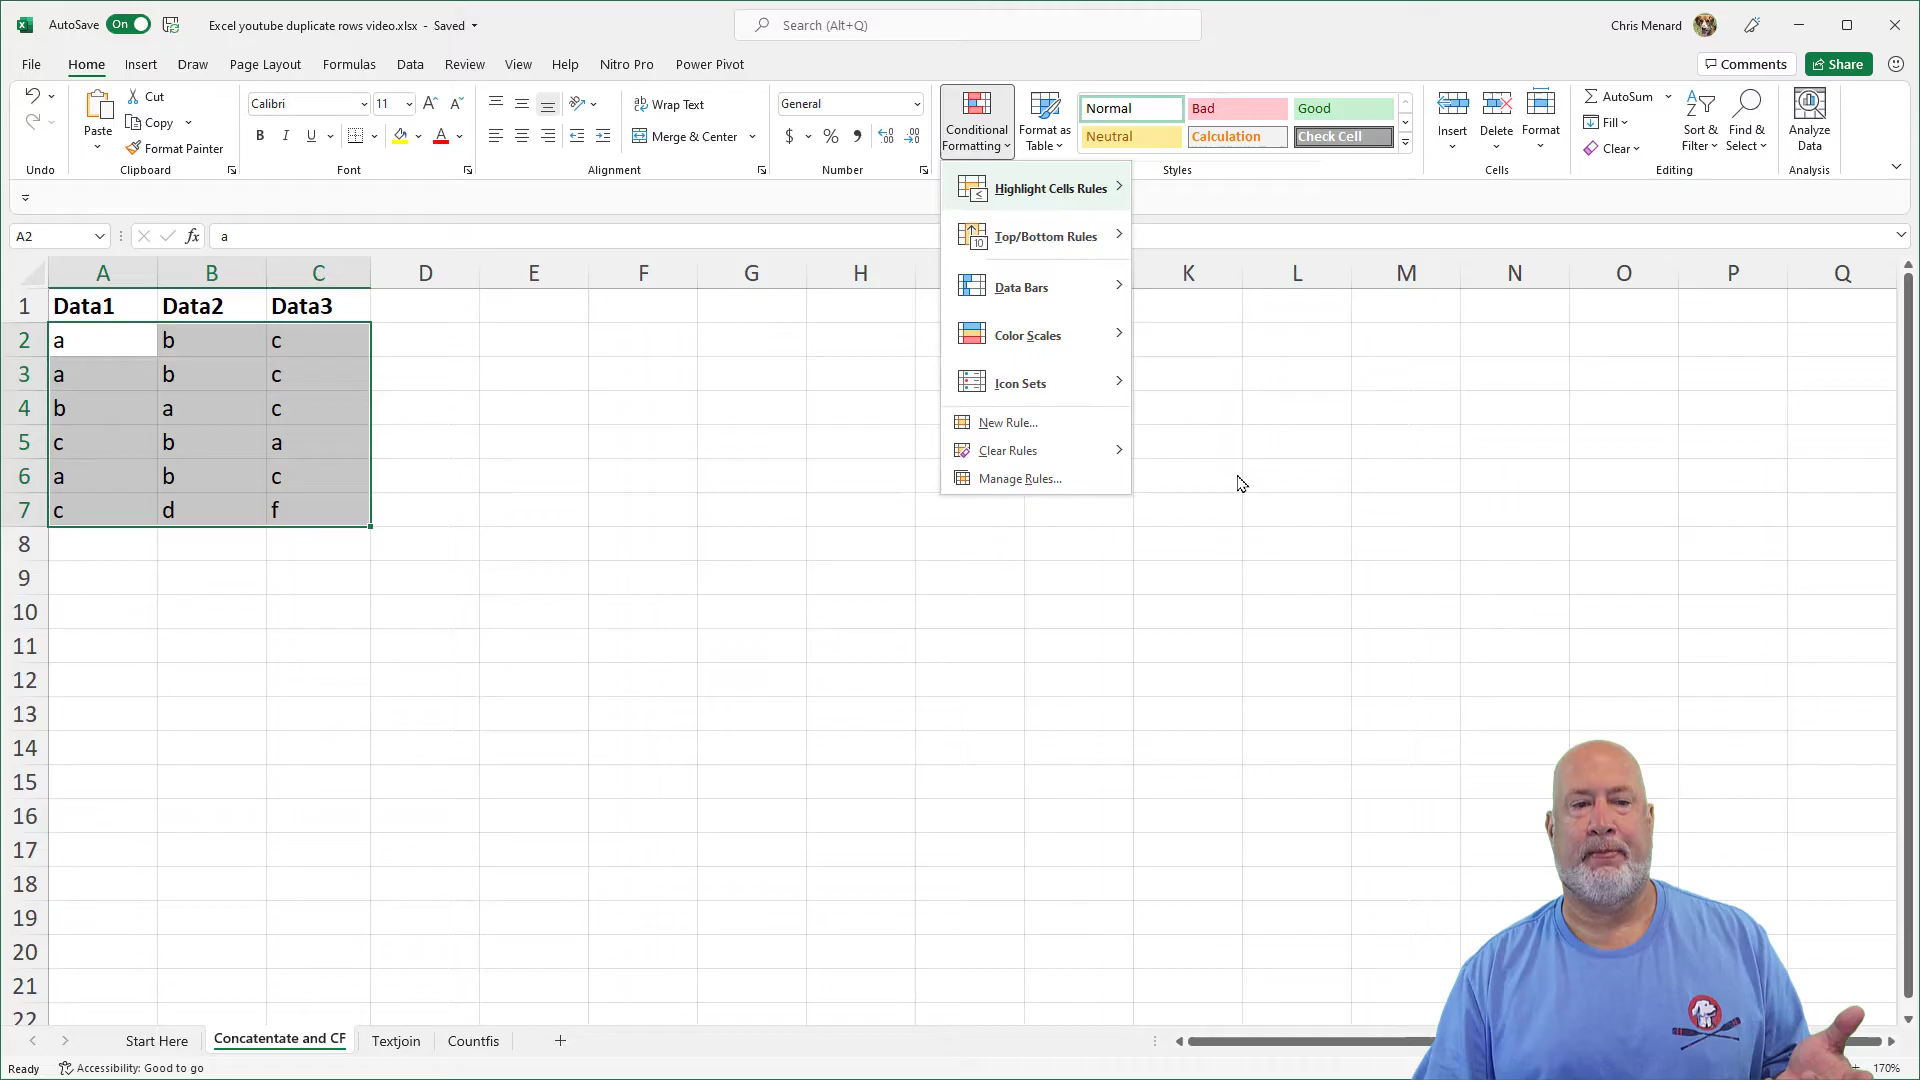 AutoSave On Excel youtube duplicate rows video.xlsx - Saved Search (Alt+Q) Chris Menard
File Home Insert Draw Page Layout Formulas Data Review View Help Nitro Pro Power Pivot Comments Share
Paste Cut Copy Format Painter
Calibri 11
Wrap Text
Merge & Center
General
Conditional Formatting
Format as Table
Normal Bad Good
Neutral Calculation Check Cell
Insert Delete Format
AutoSum
Fill
Clear
Sort & Filter
Find & Select
Analyze Data
Undo Clipboard Font Alignment Number Styles Cells Editing Analysis
Highlight Cells Rules
Top/Bottom Rules
Data Bars
Color Scales
Icon Sets
New Rule...
Clear Rules
Manage Rules...
A2 fx a
A B C D E F G H K L M N O P Q
1 Data1 Data2 Data3
2 a b c
3 a b c
4 b a c
5 c b a
6 a b c
7 c d f
8
9
10
11
12
13
14
15
16
17
18
19
20
21
22
Start Here Concatentate and CF Textjoin Countfis
Ready Accessibility: Good to go 170%